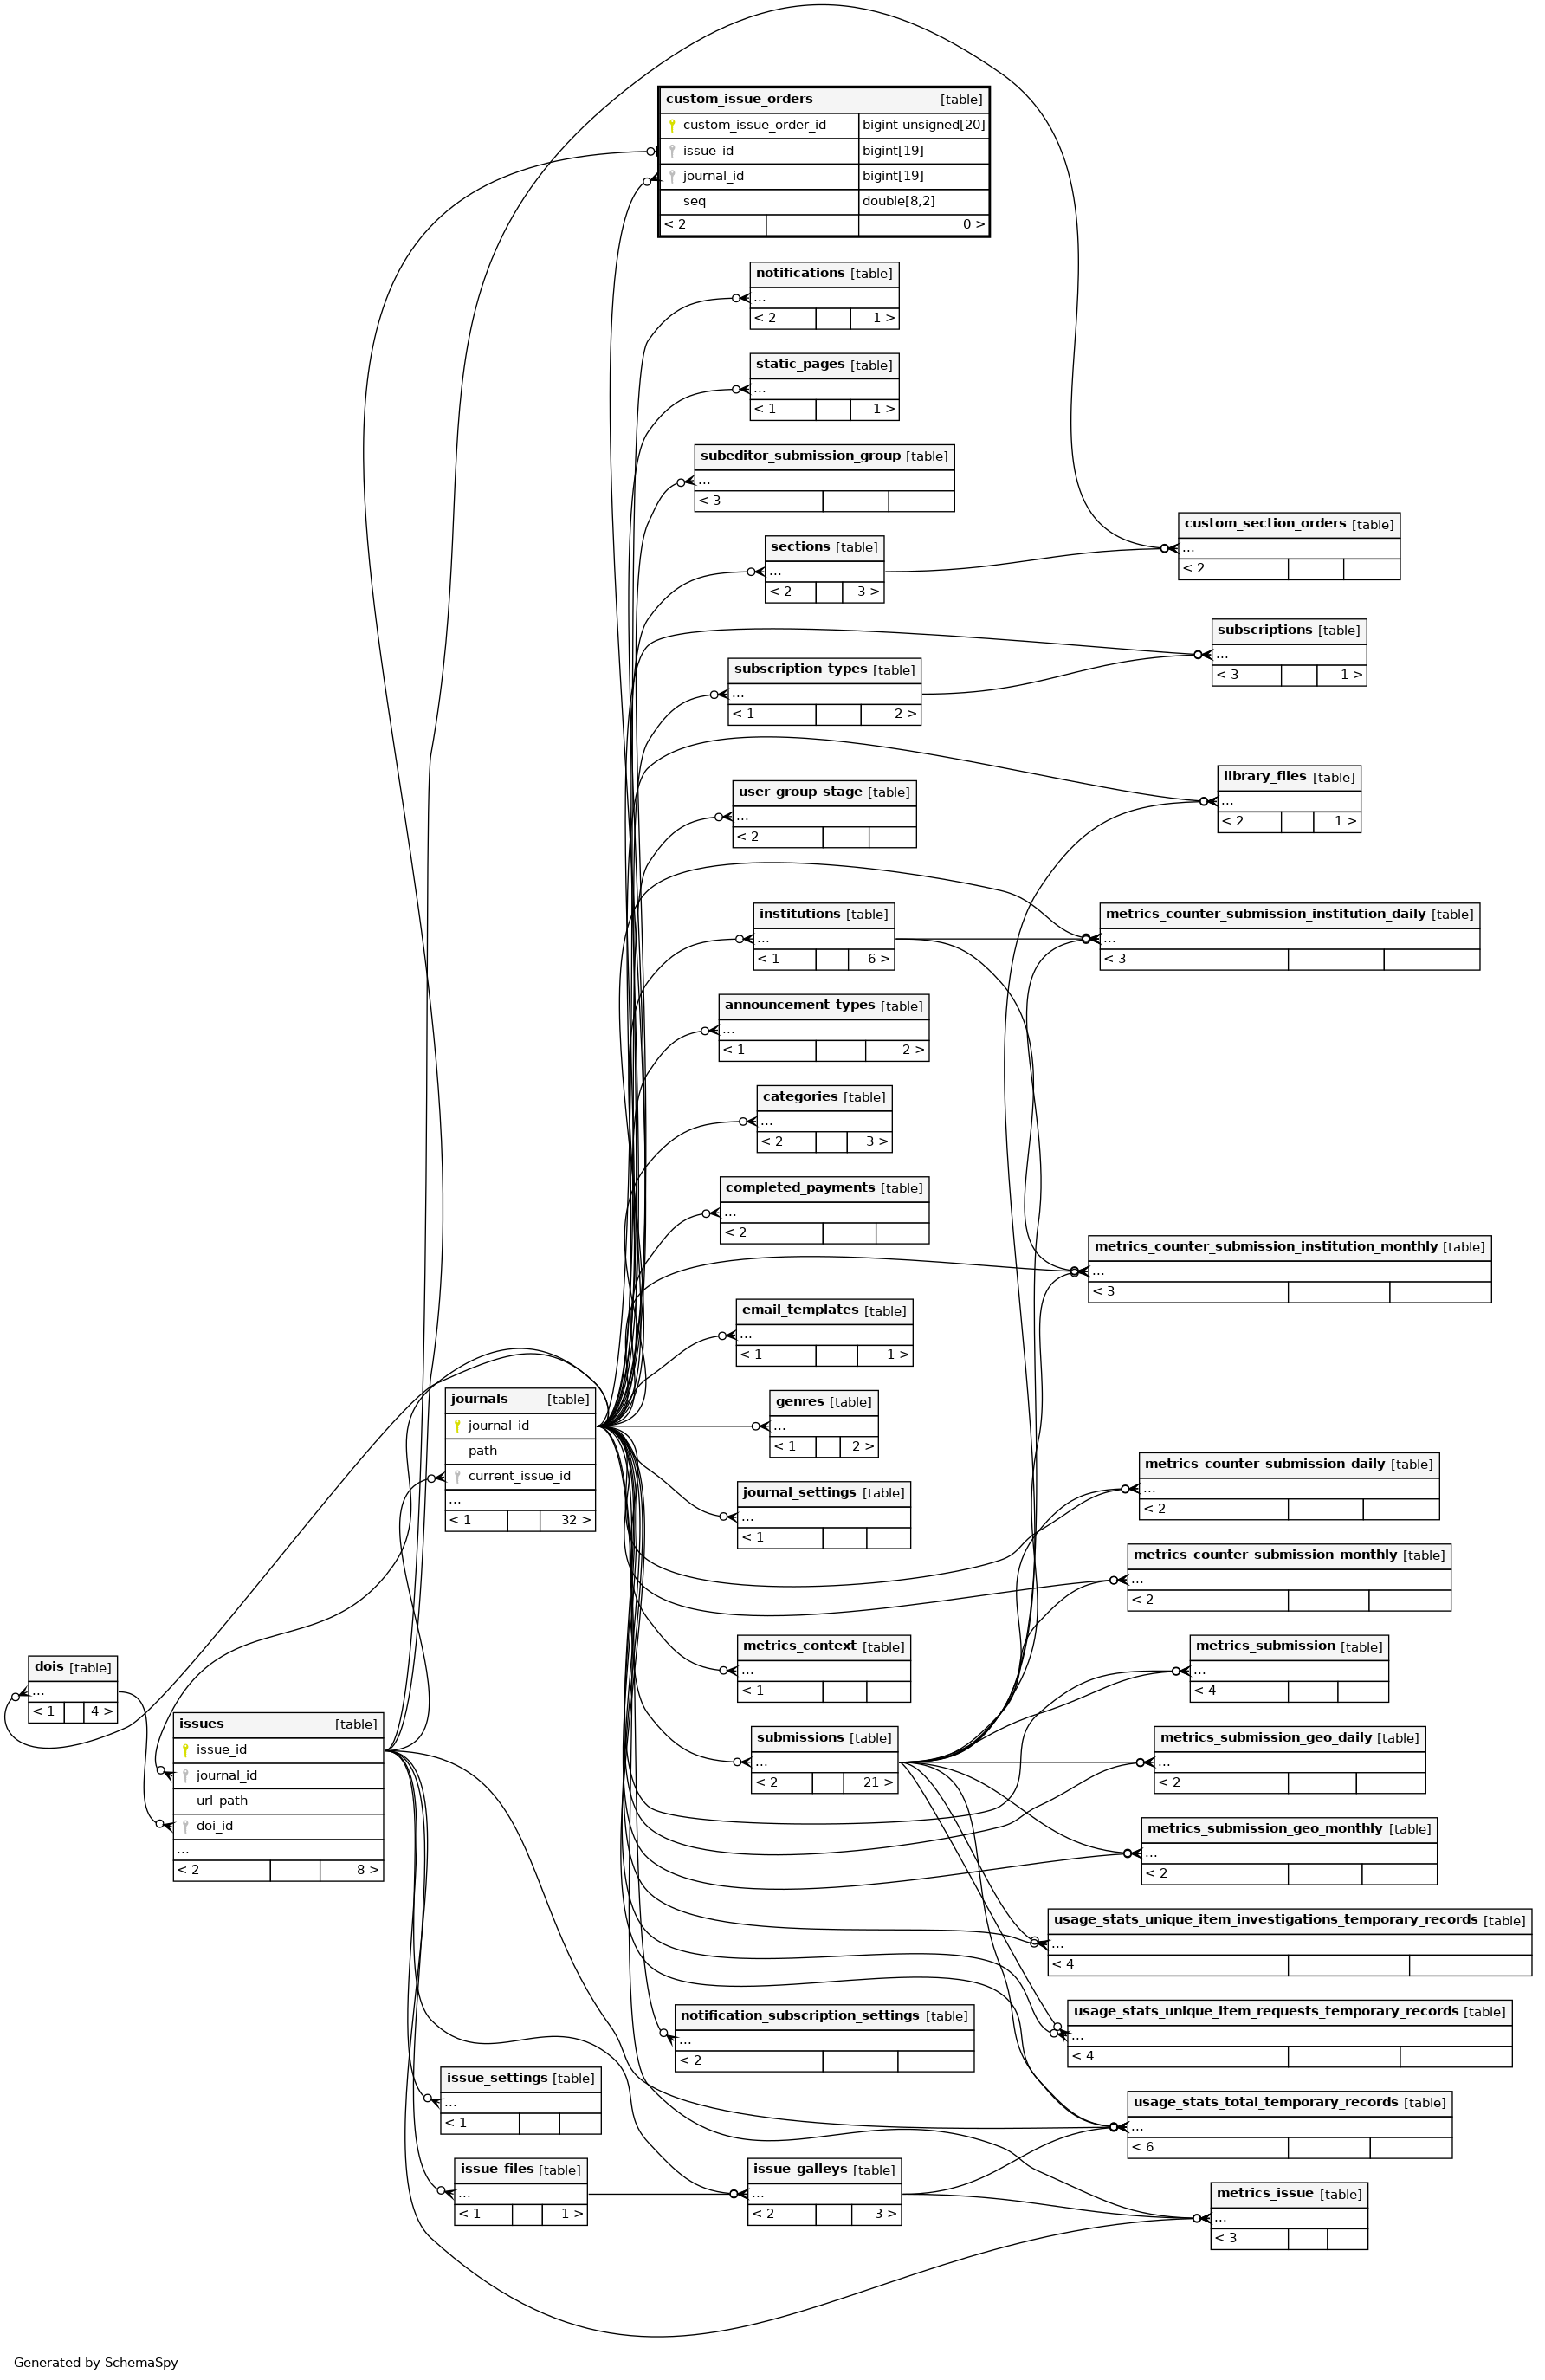 custom_issue_orders [table]
custom_issue_order_id bigint unsigned[20]
issue_id bigint[19]
journal_id bigint[19]
seq double[8,2]
< 2 0 >
notifications [table]
...
< 2 1 >
static_pages [table]
...
< 1 1 >
subeditor_submission_group [table]
...
< 3
sections [table]
...
< 2 3 >
custom_section_orders [table]
...
< 2
subscriptions [table]
...
< 3 1 >
subscription_types [table]
...
< 1 2 >
library_files [table]
...
< 2 1 >
user_group_stage [table]
...
< 2
institutions [table]
...
< 1 6 >
metrics_counter_submission_institution_daily [table]
...
< 3
announcement_types [table]
...
< 1 2 >
categories [table]
...
< 2 3 >
completed_payments [table]
...
< 2
metrics_counter_submission_institution_monthly [table]
...
< 3
email_templates [table]
...
< 1 1 >
journals [table]
journal_id
path
current_issue_id
...
< 1 32 >
genres [table]
...
< 1 2 >
journal_settings [table]
...
< 1
metrics_counter_submission_daily [table]
...
< 2
metrics_counter_submission_monthly [table]
...
< 2
metrics_context [table]
...
< 1
metrics_submission [table]
...
< 4
dois [table]
...
< 1 4 >
issues [table]
issue_id
journal_id
url_path
doi_id
...
< 2 8 >
submissions [table]
...
< 2 21 >
metrics_submission_geo_daily [table]
...
< 2
metrics_submission_geo_monthly [table]
...
< 2
usage_stats_unique_item_investigations_temporary_records [table]
...
< 4
notification_subscription_settings [table]
...
< 2
usage_stats_unique_item_requests_temporary_records [table]
...
< 4
issue_settings [table]
...
< 1
usage_stats_total_temporary_records [table]
...
< 6
issue_files [table]
...
< 1 1 >
issue_galleys [table]
...
< 2 3 >
metrics_issue [table]
...
< 3
Generated by SchemaSpy